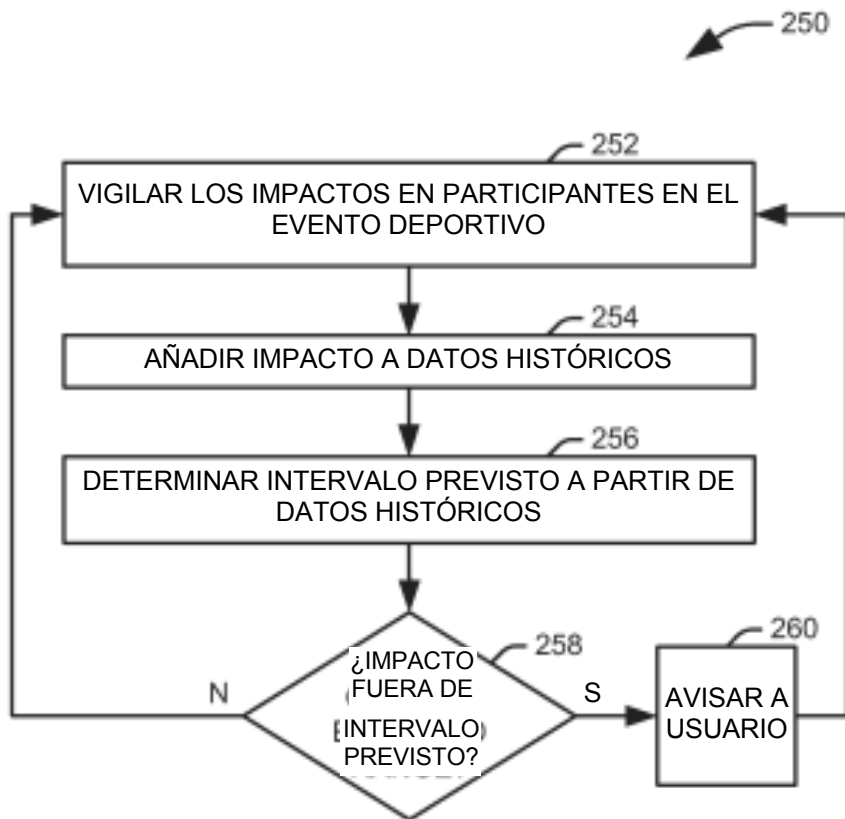 250
252
VIGILAR LOS IMPACTOS EN PARTICIPANTES EN EL
EVENTO DEPORTIVO
254
AÑADIR IMPACTO A DATOS HISTÓRICOS
256
DETERMINAR INTERVALO PREVISTO A PARTIR DE
DATOS HISTÓRICOS
258
¿IMPACTO
FUERA DE
INTERVALO
PREVISTO?
N
S
260
AVISAR A
USUARIO